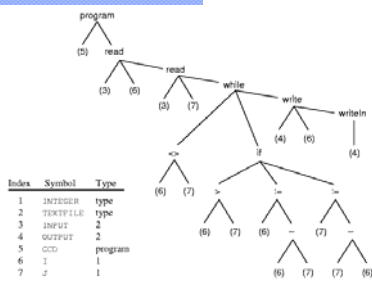 program
(5) read
read
while
(3) (6) (3) (7) write
writeln
(4) (6)
(4)
<> if
(6) (7) > := :=
(6) (7) (6) − (7) −
(6) (7) (7) (6)
Index Symbol Type
1 INTEGER type
2 TEXTFILE type
3 INPUT 2
4 OUTPUT 2
5 GCD program
6 I 1
7 J 1